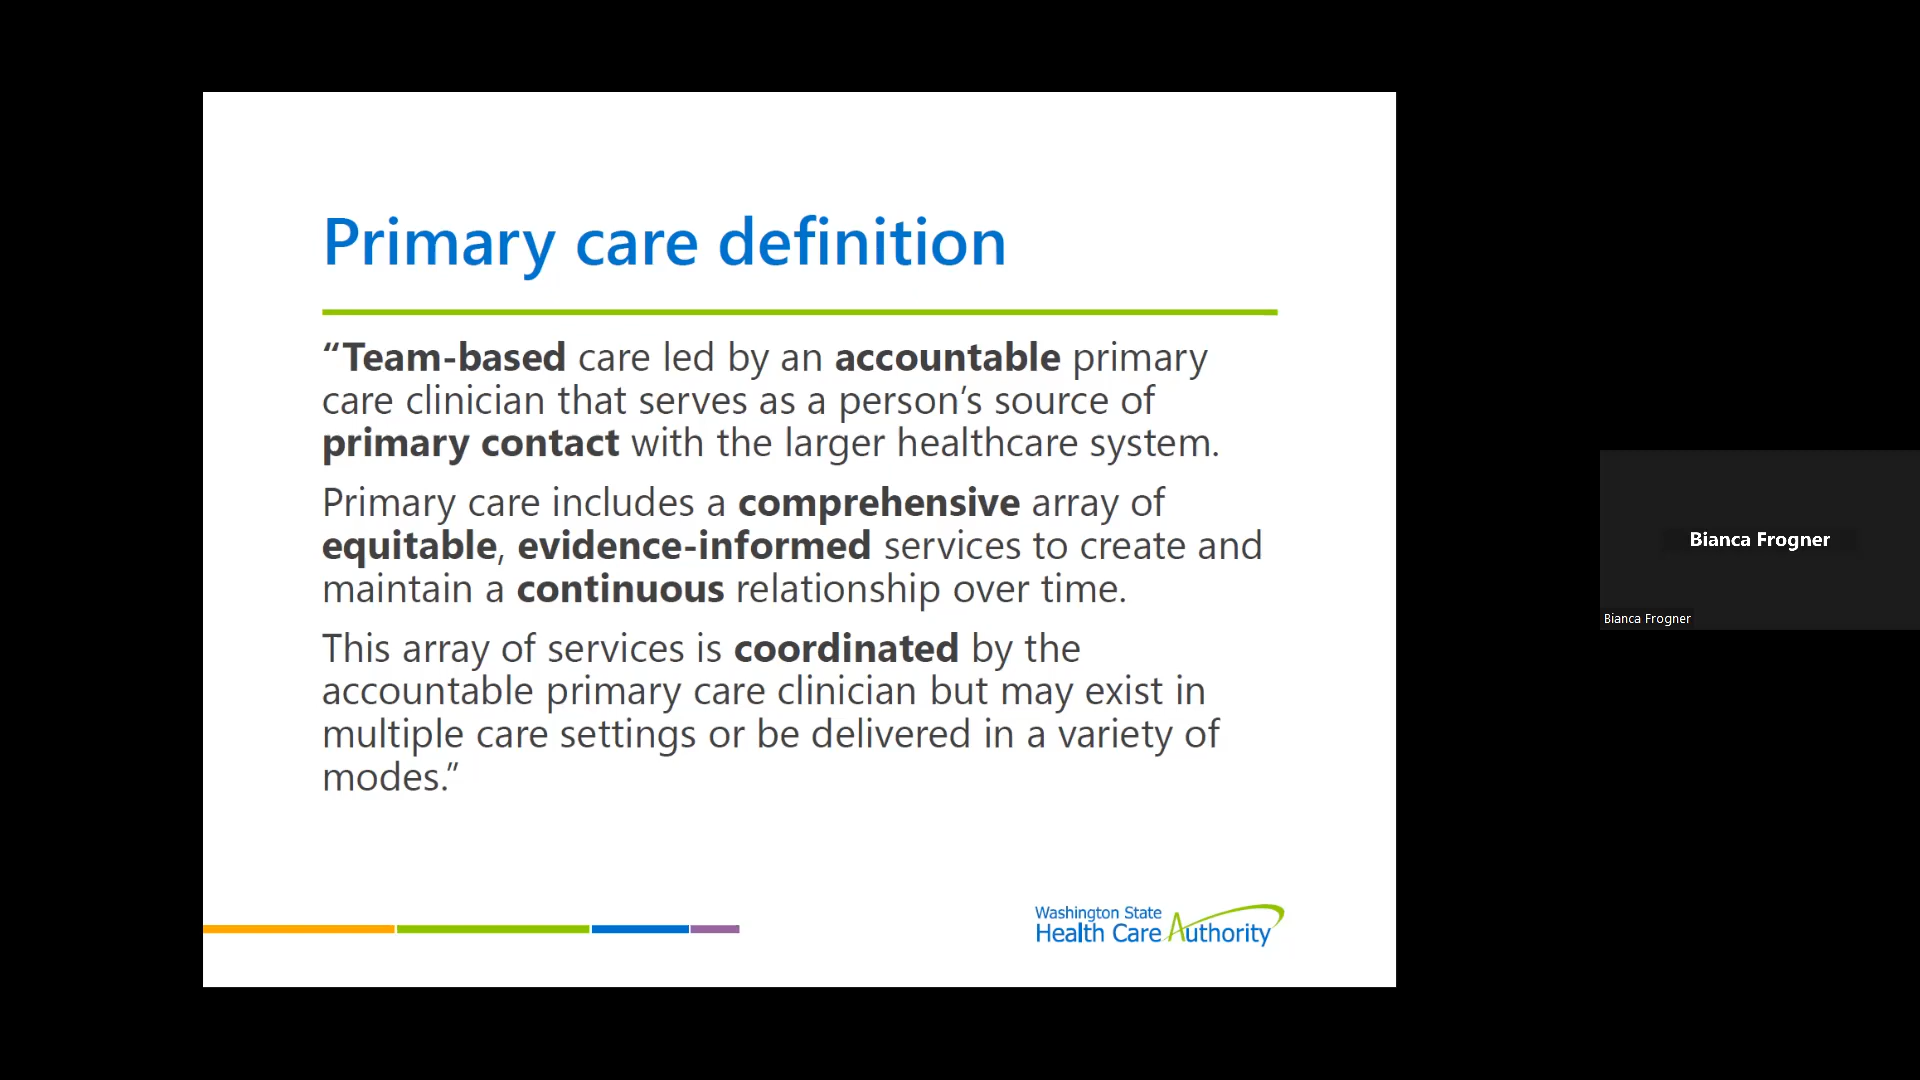 Primary care definition
“Team-based care led by an accountable primary
care clinician that serves as a person’s source of
primary contact with the larger healthcare system.
Primary care includes a comprehensive array of
equitable, evidence-informed services to create and
maintain a continuous relationship over time.
This array of services is coordinated by the
accountable primary care clinician but may exist in
multiple care settings or be delivered in a variety of
modes.”
Washington State
Health Care Authority
Bianca Frogner
Bianca Frogner